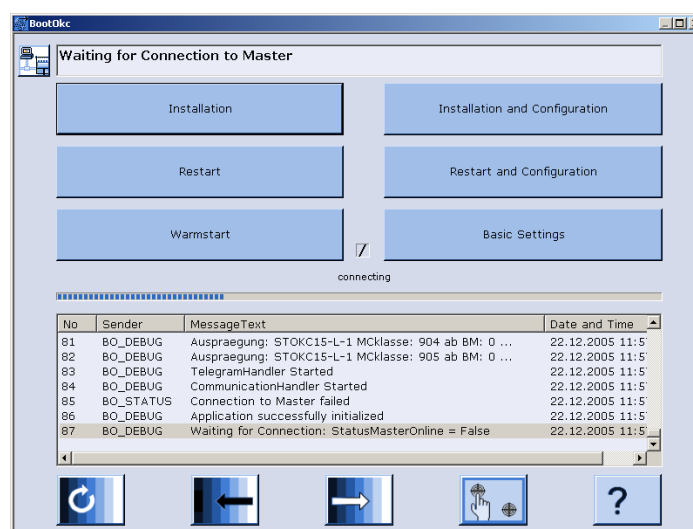 BootOkc
Waiting for Connection to Master
Installation
Installation and Configuration
Restart
Restart and Configuration
Warmstart
Basic Settings
connecting
No Sender MessageText Date and Time
81 BO_DEBUG Auspraegung: STOKC15-L-1 MCklasse: 904 ab BM: 0 ... 22.12.2005 11:5
82 BO_DEBUG Auspraegung: STOKC15-L-1 MCklasse: 905 ab BM: 0 ... 22.12.2005 11:5
83 BO_DEBUG TelegramHandler Started 22.12.2005 11:5
84 BO_DEBUG CommunicationHandler Started 22.12.2005 11:5
85 BO_STATUS Connection to Master failed 22.12.2005 11:5
86 BO_DEBUG Application successfully initialized 22.12.2005 11:5
87 BO_DEBUG Waiting for Connection: StatusMasterOnline = False 22.12.2005 11:5
?